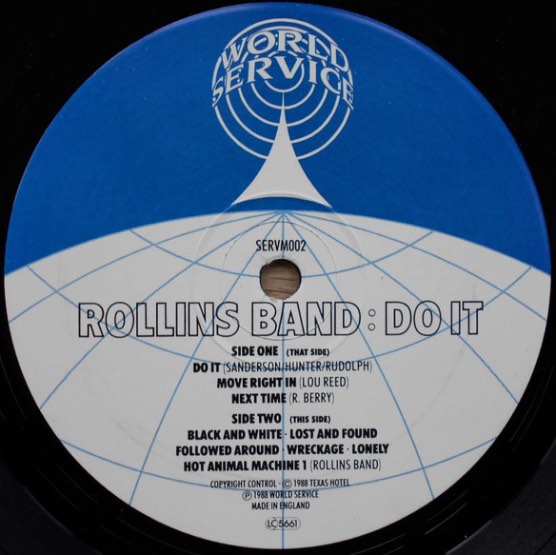 WORLD
SERVICE
SERVM002
ROLLINS BAND : DO IT
SIDE ONE (THAT SIDE)
DO IT (SANDERSON/HUNTER/RUDOLPH)
MOVE RIGHT IN (LOU REED)
NEXT TIME (R. BERRY)
SIDE TWO (THIS SIDE)
BLACK AND WHITE · LOST AND FOUND
FOLLOWED AROUND · WRECKAGE · LONELY
HOT ANIMAL MACHINE 1 (ROLLINS BAND)
COPYRIGHT CONTROL · © 1988 TEXAS HOTEL
℗ 1988 WORLD SERVICE
MADE IN ENGLAND
LC 5661